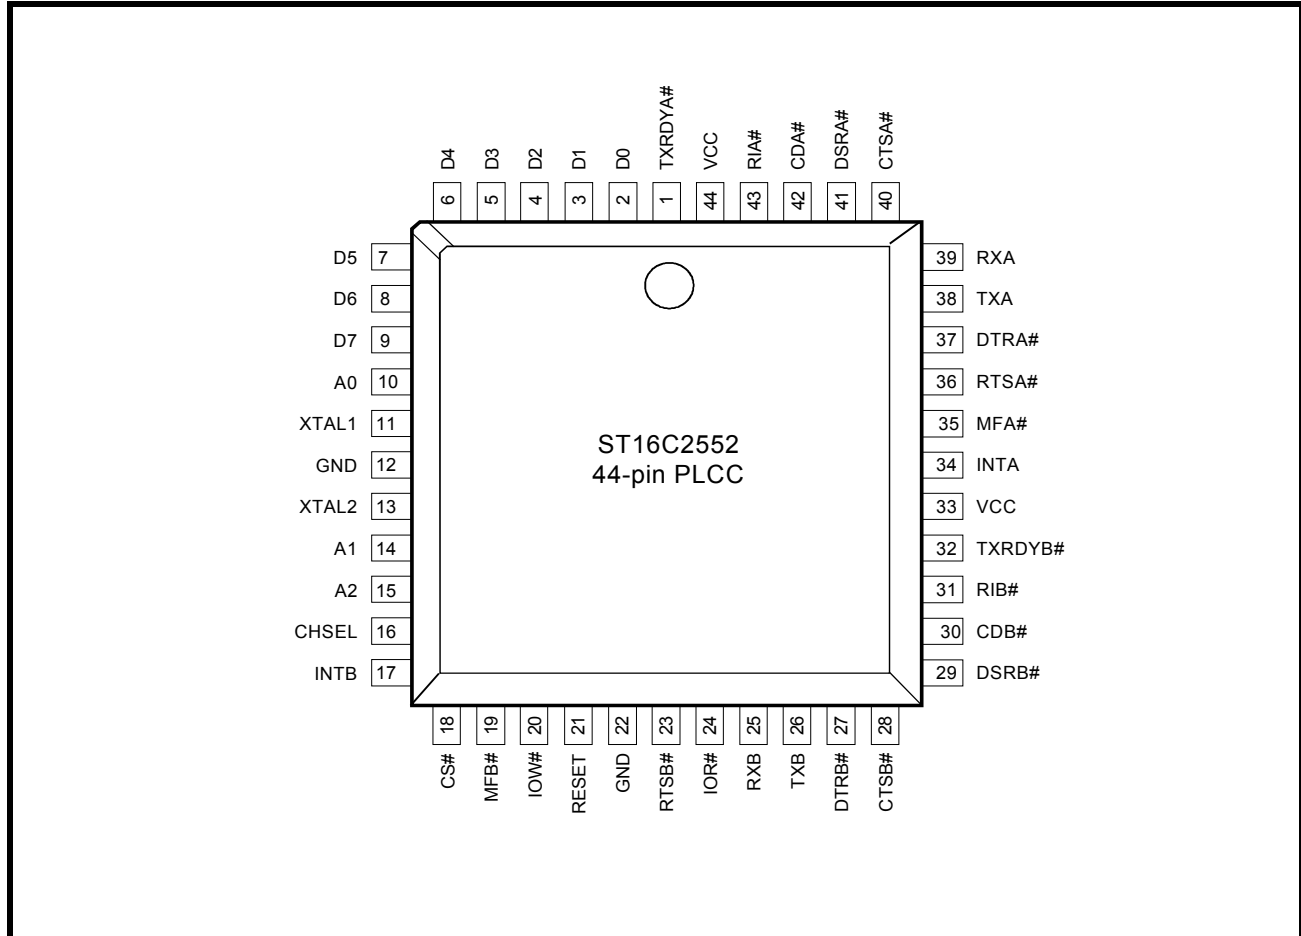 D4 D3 D2 D1 D0 TXRDYA# VCC RIA# CDA# DSRA# CTSA#
6 5 4 3 2 1 44 43 42 41 40
D5 7 39 RXA
D6 8 38 TXA
D7 9 37 DTRA#
A0 10 36 RTSA#
XTAL1 11 35 MFA#
GND 12 34 INTA
XTAL2 13 33 VCC
A1 14 32 TXRDYB#
A2 15 31 RIB#
CHSEL 16 30 CDB#
INTB 17 29 DSRB#
ST16C2552
44-pin PLCC
18 19 20 21 22 23 24 25 26 27 28
CS# MFB# IOW# RESET GND RTSB# IOR# RXB TXB DTRB# CTSB#